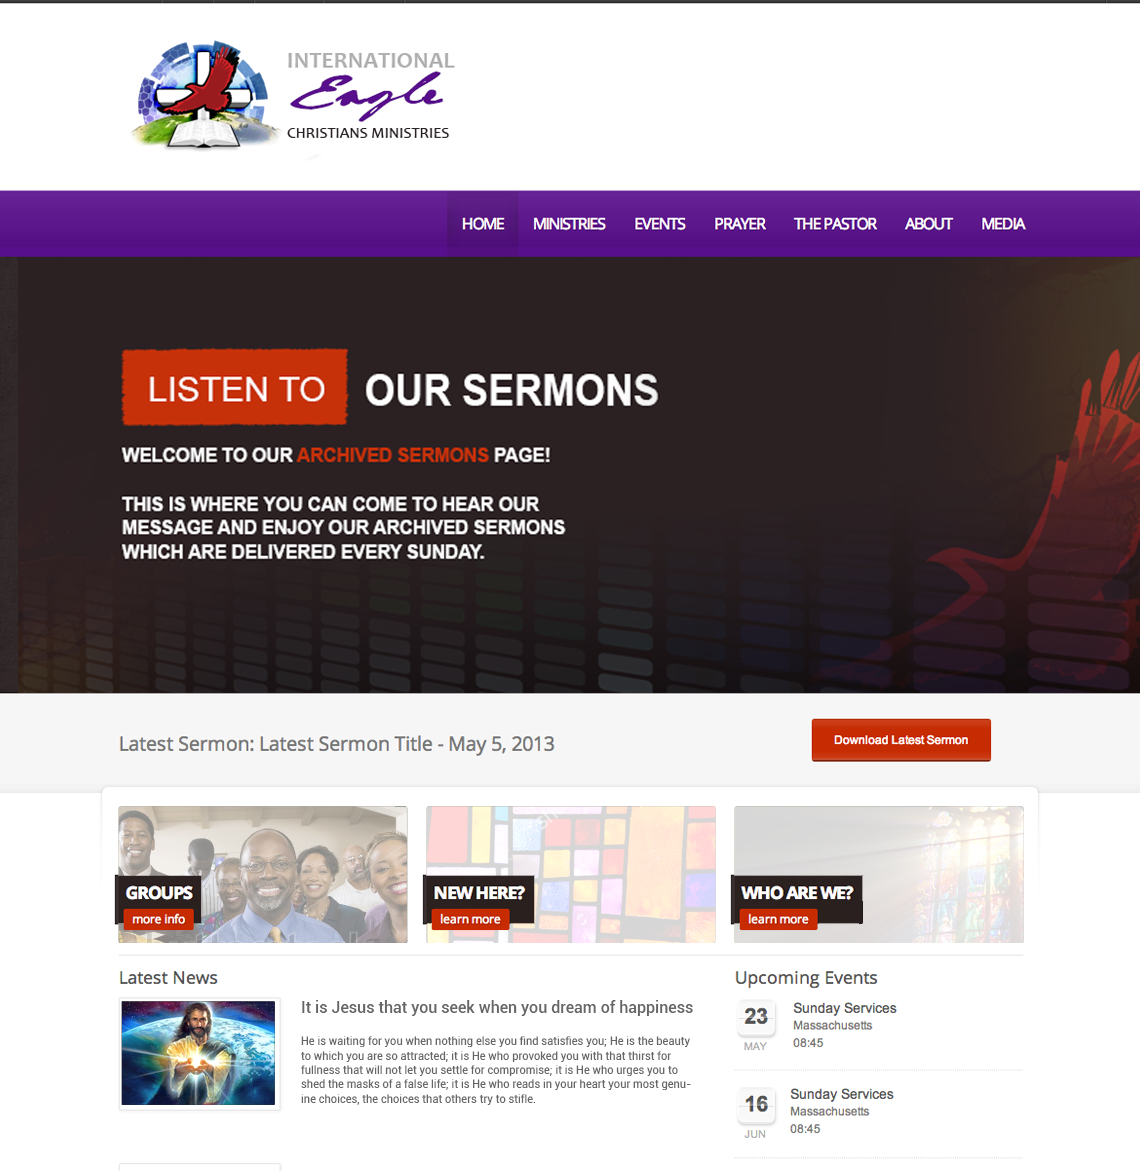 INTERNATIONAL
Eagle
CHRISTIANS MINISTRIES
HOME MINISTRIES EVENTS PRAYER THE PASTOR ABOUT MEDIA
LISTEN TO OUR SERMONS
WELCOME TO OUR ARCHIVED SERMONS PAGE!
THIS IS WHERE YOU CAN COME TO HEAR OUR
MESSAGE AND ENJOY OUR ARCHIVED SERMONS
WHICH ARE DELIVERED EVERY SUNDAY.
Latest Sermon: Latest Sermon Title - May 5, 2013
Download Latest Sermon
GROUPS
more info
NEW HERE?
learn more
WHO ARE WE?
learn more
Latest News
It is Jesus that you seek when you dream of happiness
He is waiting for you when nothing else you find satisfies you; He is the beauty
to which you are so attracted; it is He who provoked you with that thirst for
fullness that will not let you settle for compromise; it is He who urges you to
shed the masks of a false life; it is He who reads in your heart your most genu-
ine choices, the choices that others try to stifle.
Upcoming Events
23
MAY
Sunday Services
Massachusetts
08:45
16
JUN
Sunday Services
Massachusetts
08:45